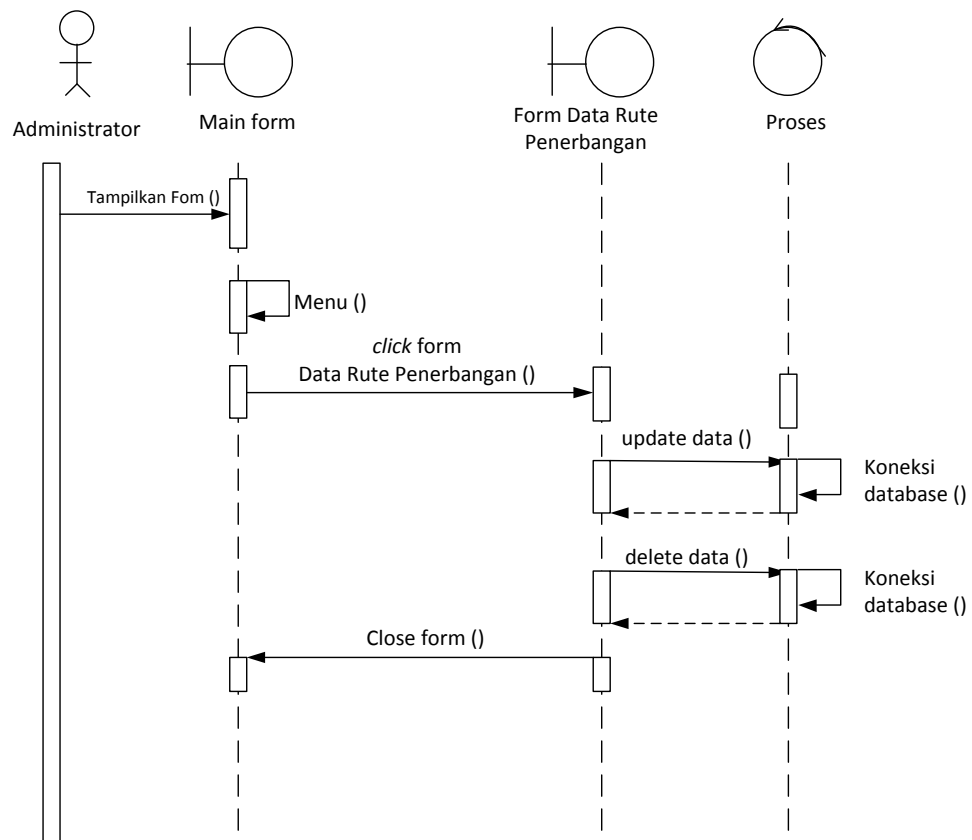 Administrator
Main form
Form Data Rute
Penerbangan
Proses
Tampilkan Fom ()
Menu ()
click form
Data Rute Penerbangan ()
update data ()
Koneksi
database ()
delete data ()
Koneksi
database ()
Close form ()